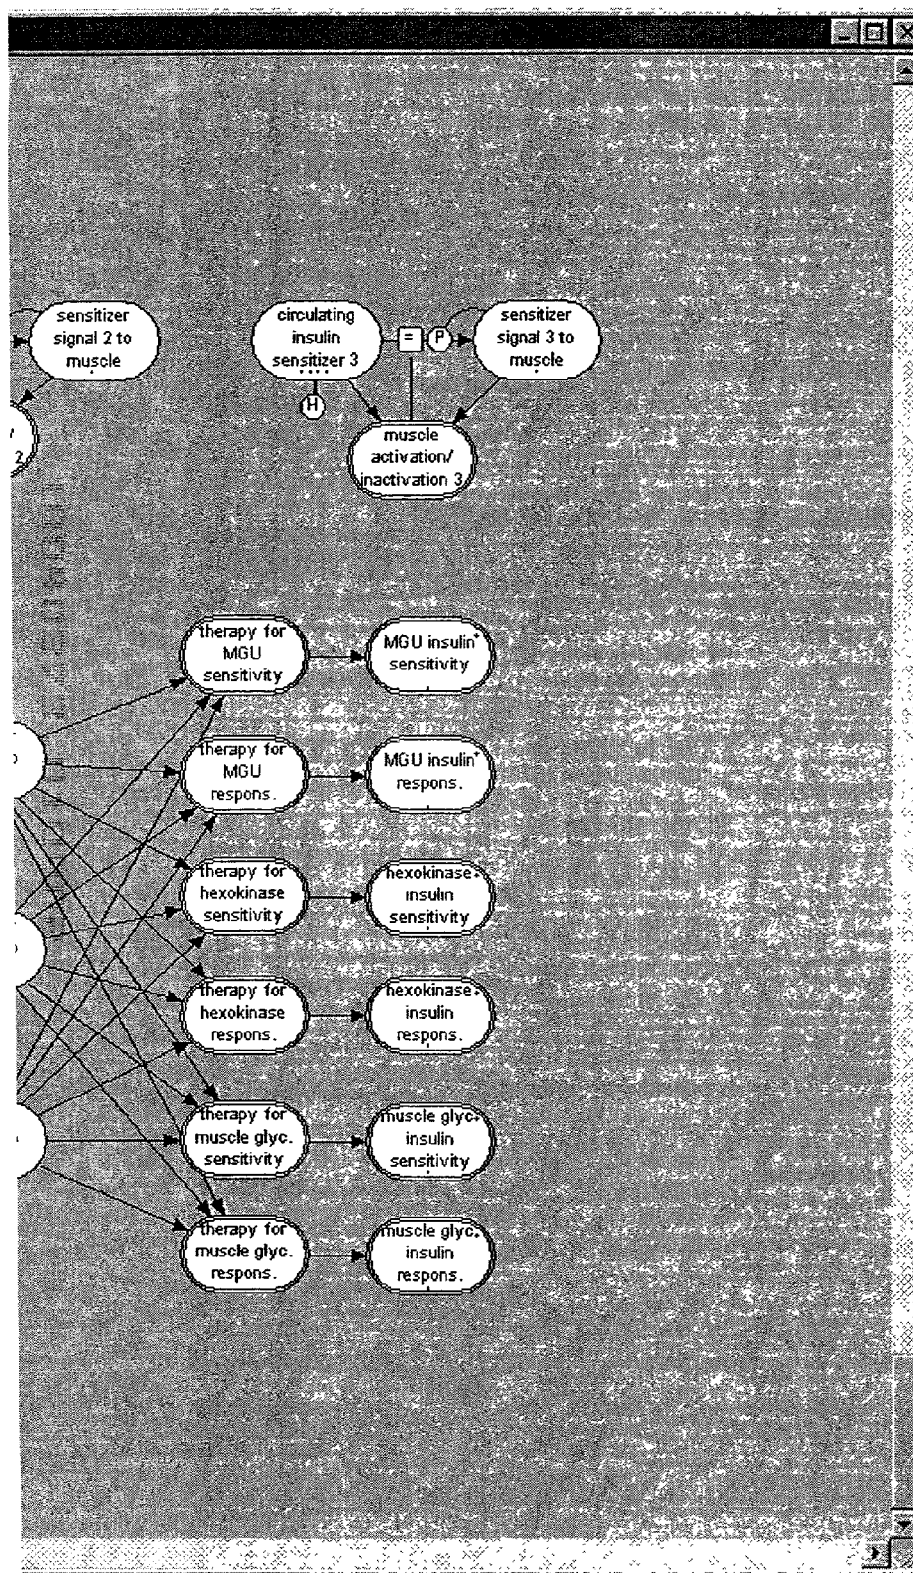 sensitizer
signal 2 to
muscle
circulating
insulin
sensitizer 3
=
P
sensitizer
signal 3 to
muscle
H
2
muscle
activation/
inactivation 3
therapy for
MGU
sensitivity
MGU insulin
sensitivity
therapy for
MGU
respons.
MGU insulin
respons.
therapy for
hexokinase
sensitivity
hexokinase
insulin
sensitivity
therapy for
hexokinase
respons.
hexokinase
insulin
respons.
therapy for
muscle glyc.
sensitivity
muscle glyc.
insulin
sensitivity
therapy for
muscle glyc.
respons.
muscle glyc.
insulin
respons.